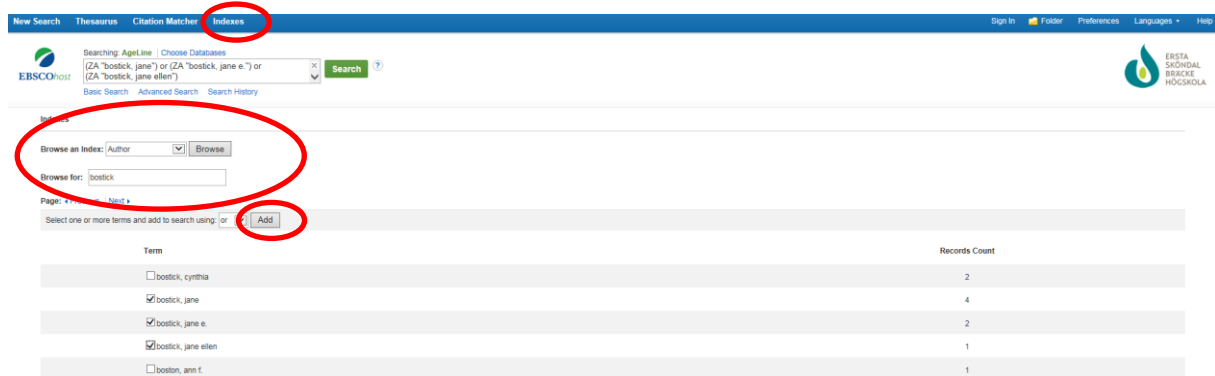 New Search Thesaurus Citation Matcher Indexes Sign In Folder Preferences Languages Help
Searching: AgeLine Choose Databases
(ZA "bostick, jane") or (ZA "bostick, jane e.") or
(ZA "bostick, jane ellen")
Search ?
EBSCOhost
Basic Search Advanced Search Search History
ERSTA
SKÖNDAL
BRÄCKE
HÖGSKOLA
Indexes
Browse an Index: Author Browse
Browse for: bostick
Page: Next
Select one or more terms and add to search using: or Add
Term Records Count
bostick, cynthia 2
bostick, jane 4
bostick, jane e. 2
bostick, jane ellen 1
boston, ann f. 1